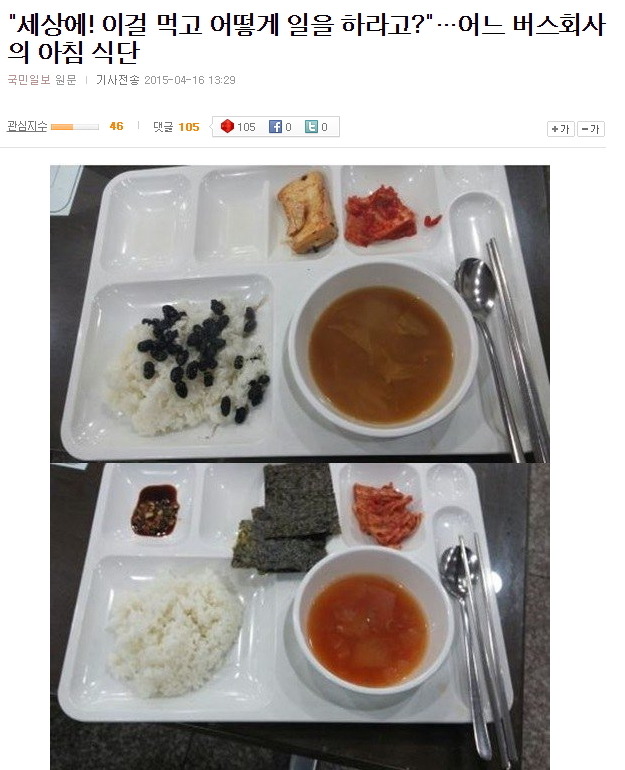 "세상에! 이걸 먹고 어떻게 일을 하라고?"…어느 버스회사
의 아침 식단
국민일보 원문 | 기사전송 2015-04-16 13:29
관심지수 46 | 댓글 105 105 0 0 +가 -가